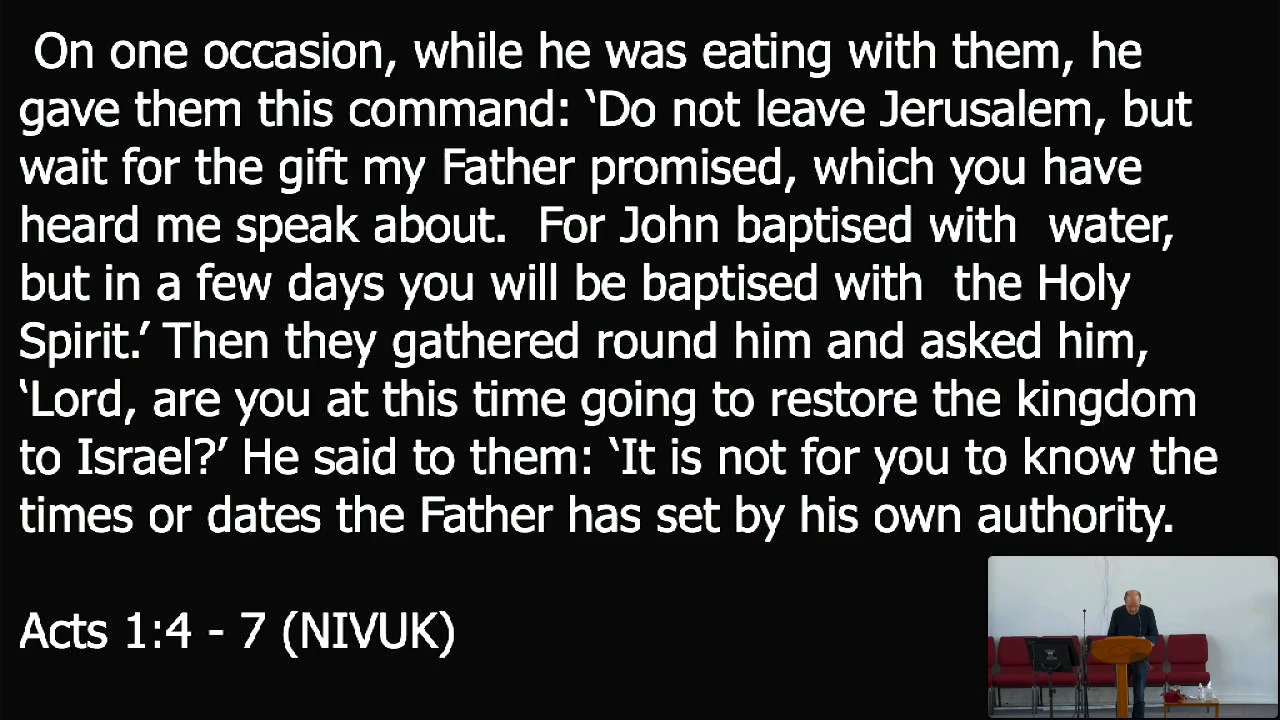 On one occasion, while he was eating with them, he
gave them this command: ‘Do not leave Jerusalem, but
wait for the gift my Father promised, which you have
heard me speak about.  For John baptised with  water,
but in a few days you will be baptised with  the Holy
Spirit.’ Then they gathered round him and asked him,
‘Lord, are you at this time going to restore the kingdom
to Israel?’ He said to them: ‘It is not for you to know the
times or dates the Father has set by his own authority.
Acts 1:4 - 7 (NIVUK)